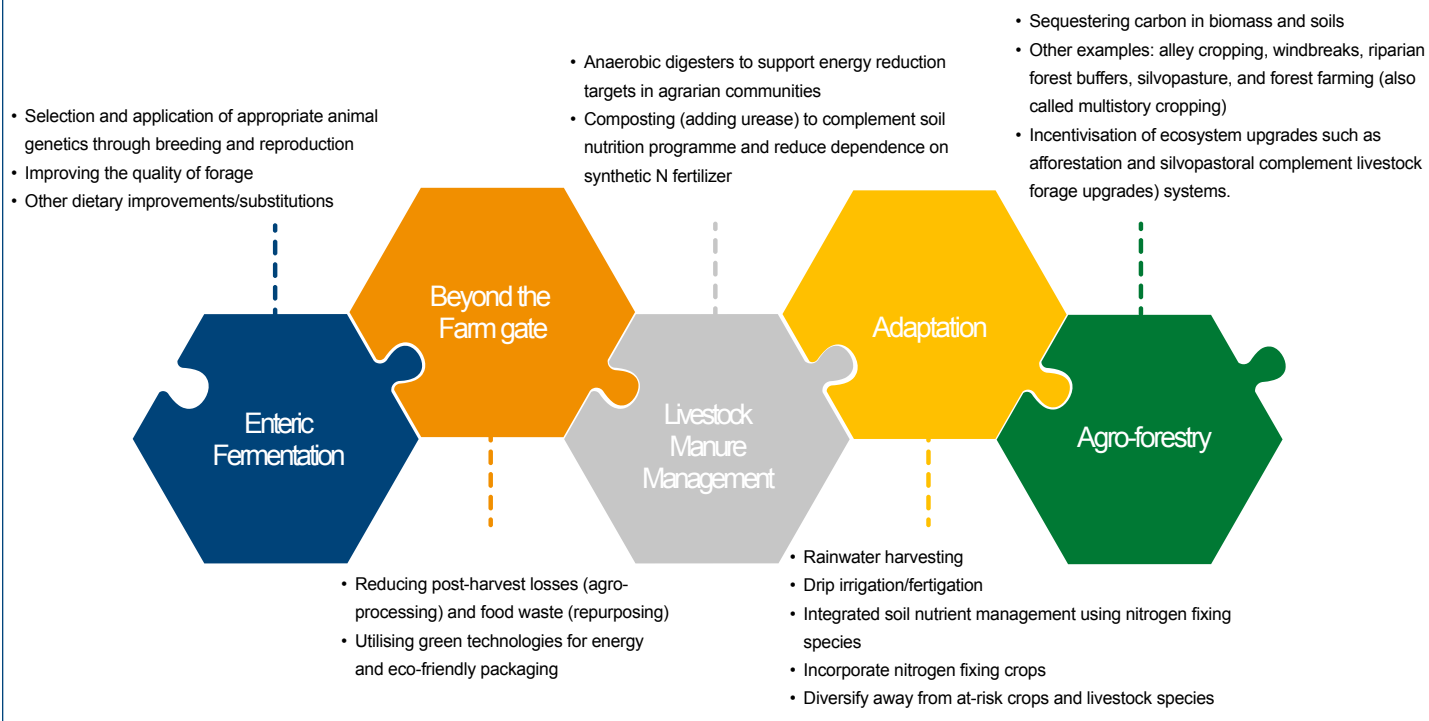 • Selection and application of appropriate animal
genetics through breeding and reproduction
• Improving the quality of forage
• Other dietary improvements/substitutions
Enteric
Fermentation
Beyond the
Farm gate
• Reducing post-harvest losses (agro-
processing) and food waste (repurposing)
• Utilising green technologies for energy
and eco-friendly packaging
• Anaerobic digesters to support energy reduction
targets in agrarian communities
• Composting (adding urease) to complement soil
nutrition programme and reduce dependence on
synthetic N fertilizer
Livestock
Manure
Management
Adaptation
• Rainwater harvesting
• Drip irrigation/fertigation
• Integrated soil nutrient management using nitrogen fixing
species
• Incorporate nitrogen fixing crops
• Diversify away from at-risk crops and livestock species
• Sequestering carbon in biomass and soils
• Other examples: alley cropping, windbreaks, riparian
forest buffers, silvopasture, and forest farming (also
called multistory cropping)
• Incentivisation of ecosystem upgrades such as
afforestation and silvopastoral complement livestock
forage upgrades) systems.
Agro-forestry